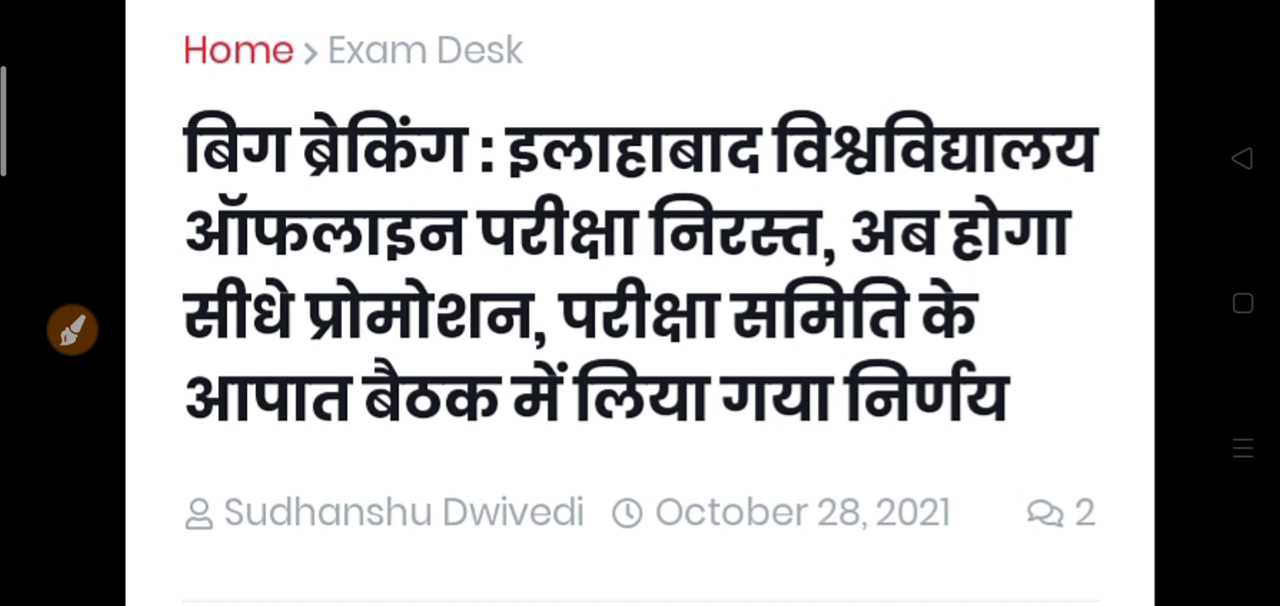 Home > Exam Desk
बिग ब्रेकिंग : इलाहाबाद विश्वविद्यालय
ऑफलाइन परीक्षा निरस्त, अब होगा
सीधे प्रोमोशन, परीक्षा समिति के
आपात बैठक में लिया गया निर्णय
Sudhanshu Dwivedi October 28, 2021 2